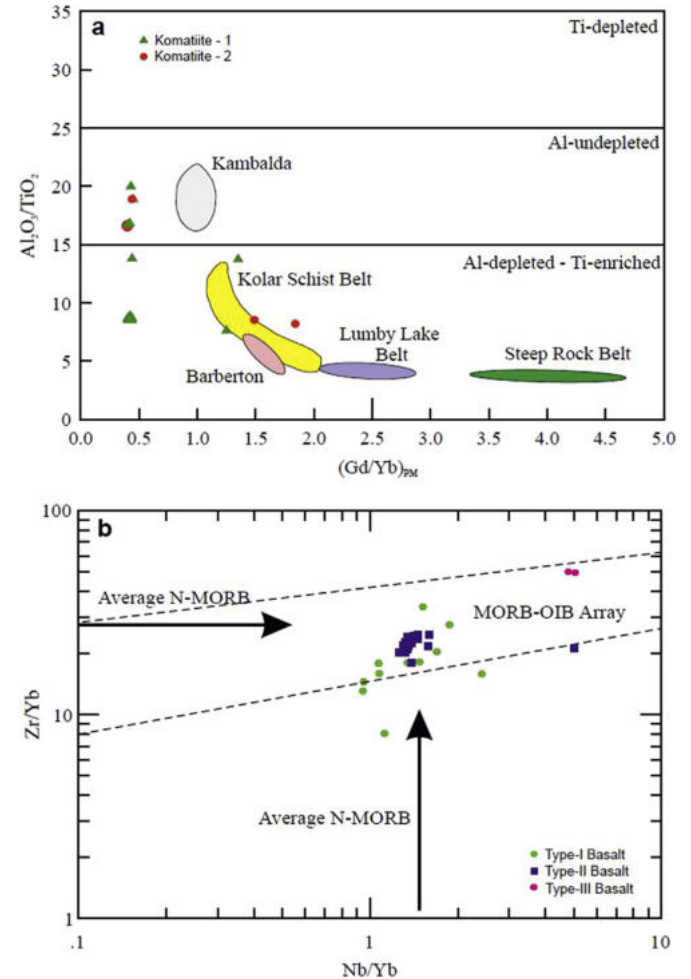 a
Komatiite - 1
Komatiite - 2
Ti-depleted
Al-undepleted
Kambalda
Al-depleted - Ti-enriched
Kolar Schist Belt
Lumby Lake
Belt
Steep Rock Belt
Barberton
35
30
25
20
15
10
5
0
Al₂O₃/TiO₂
0.0 0.5 1.0 1.5 2.0 2.5 3.0 3.5 4.0 4.5 5.0
(Gd/Yb)PM
b
100
10
1
Zr/Yb
Average N-MORB
MORB-OIB Array
Average N-MORB
Type-I Basalt
Type-II Basalt
Type-III Basalt
.1 1 10
Nb/Yb